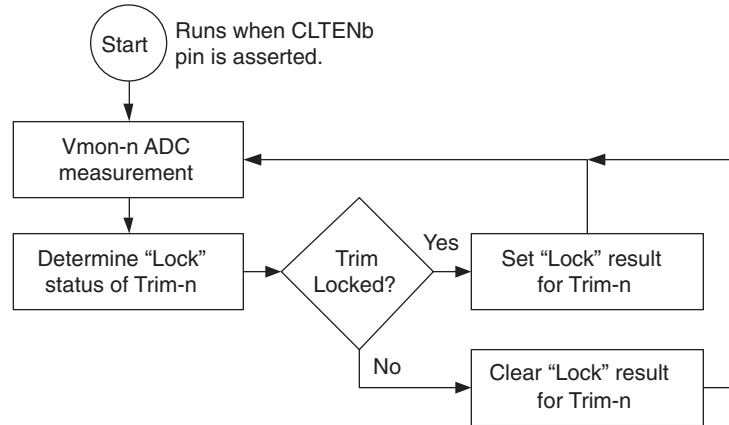 Start
Runs when CLTENb
pin is asserted.
Vmon-n ADC
measurement
Determine “Lock”
status of Trim-n
Trim
Locked?
Yes
Set “Lock” result
for Trim-n
No
Clear “Lock” result
for Trim-n